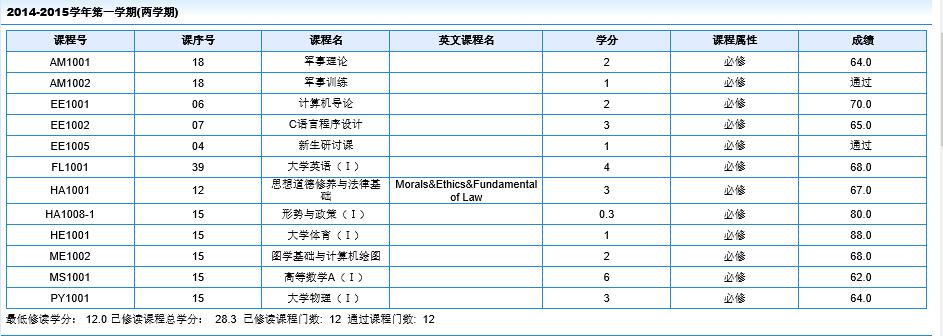 2014-2015学年第一学期(两学期)
课程号 课序号 课程名 英文课程名 学分 课程属性 成绩
AM1001 18 军事理论 2 必修 64.0
AM1002 18 军事训练 1 必修 通过
EE1001 06 计算机导论 2 必修 70.0
EE1002 07 C语言程序设计 3 必修 65.0
EE1005 04 新生研讨课 1 必修 通过
FL1001 39 大学英语（Ⅰ） 4 必修 68.0
HA1001 12 思想道德修养与法律基础 Morals&Ethics&Fundamental of Law 3 必修 67.0
HA1008-1 15 形势与政策（Ⅰ） 0.3 必修 80.0
HE1001 15 大学体育（Ⅰ） 1 必修 88.0
ME1002 15 图学基础与计算机绘图 2 必修 68.0
MS1001 15 高等数学A（Ⅰ） 6 必修 62.0
PY1001 15 大学物理（Ⅰ） 3 必修 64.0
最低修读学分： 12.0 已修读课程总学分： 28.3 已修读课程门数: 12 通过课程门数: 12